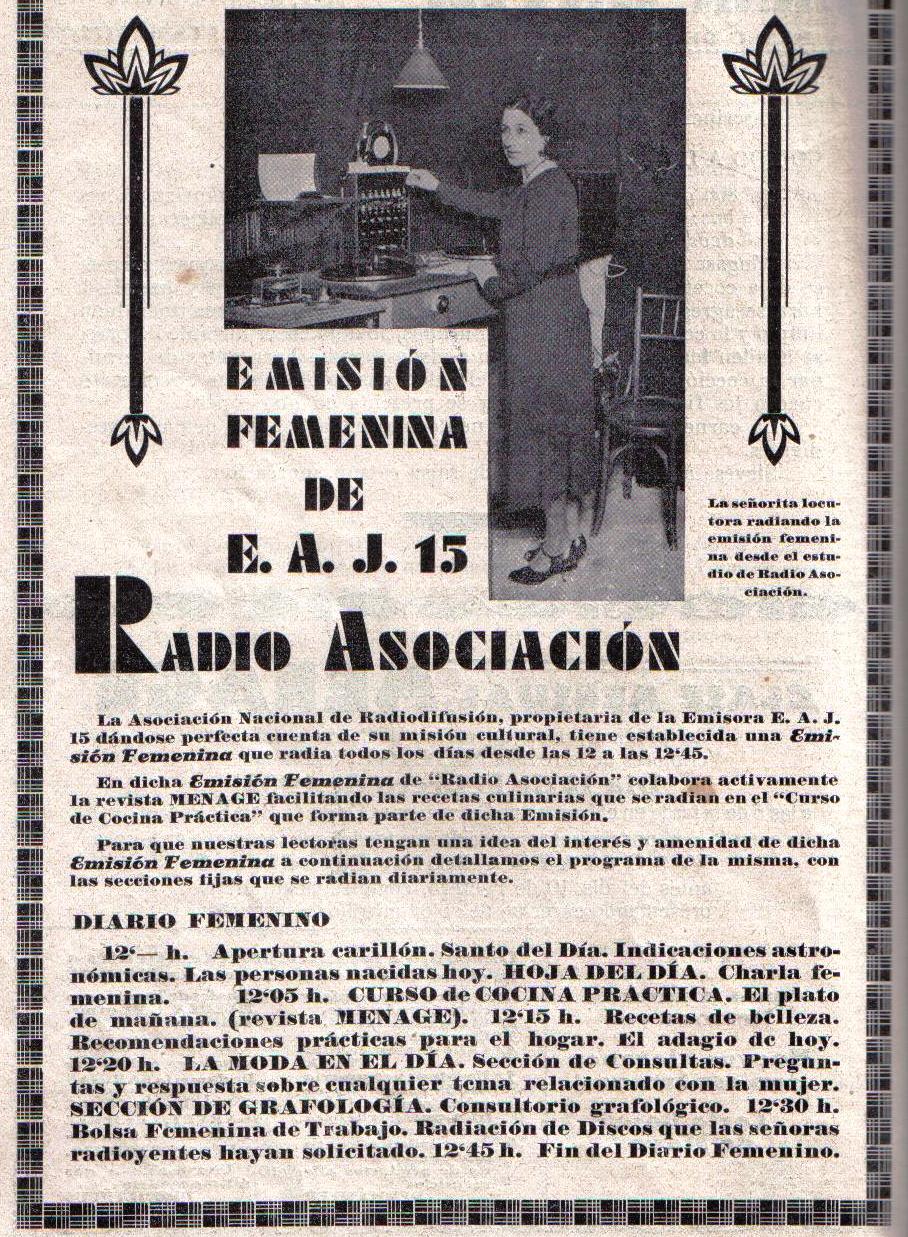 EMISIÓN
FEMENINA
DE
E. A. J. 15
RADIO ASOCIACIÓN
La señorita locu-
tora radiando la
emisión femeni-
na desde el estu-
dio de Radio Aso-
ciación.
La Asociación Nacional de Radiodifusión, propietaria de la Emisora E. A. J.
15 dándose perfecta cuenta de su misión cultural, tiene establecida una Emi-
sión Femenina que radia todos los días desde las 12 a las 12‘45.
En dicha Emisión Femenina de “Radio Asociación” colabora activamente
la revista MENAGE facilitando las recetas culinarias que se radian en el “Curso
de Cocina Práctica” que forma parte de dicha Emisión.
Para que nuestras lectoras tengan una idea del interés y amenidad de dicha
Emisión Femenina a continuación detallamos el programa de la misma, con
las secciones fijas que se radian diariamente.
DIARIO FEMENINO
12‘— h. Apertura carillón. Santo del Día. Indicaciones astro-
nómicas. Las personas nacidas hoy. HOJA DEL DÍA. Charla fe-
menina. 12‘05 h. CURSO de COCINA PRACTICA. El plato
de mañana. (revista MENAGE). 12‘15 h. Recetas de belleza.
Recomendaciones prácticas para el hogar. El adagio de hoy.
12‘20 h. LA MODA EN EL DÍA. Sección de Consultas. Pregun-
tas y respuesta sobre cualquier tema relacionado con la mujer.
SECCIÓN DE GRAFOLOGÍA. Consultorio grafológico. 12‘30 h.
Bolsa Femenina de Trabajo. Radiación de Discos que las señoras
radioyentes hayan solicitado. 12‘45 h. Fin del Diario Femenino.